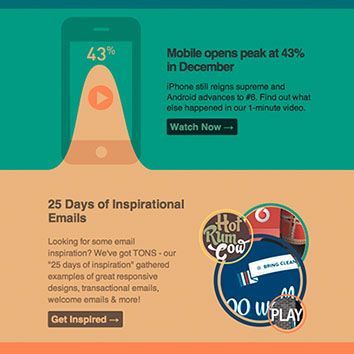 43%
Mobile opens peak at 43%
in December
iPhone still reigns supreme and
Android advances to #6. Find out what
else happened in our 1-minute video.
Watch Now →
25 Days of Inspirational
Emails
Looking for some email
inspiration? We've got TONS - our
"25 days of inspiration" gathered
examples of great responsive
designs, transactional emails,
welcome emails & more!
Get Inspired →
Hot
Rum
Cow
6
BRING CLEAN
PLAY